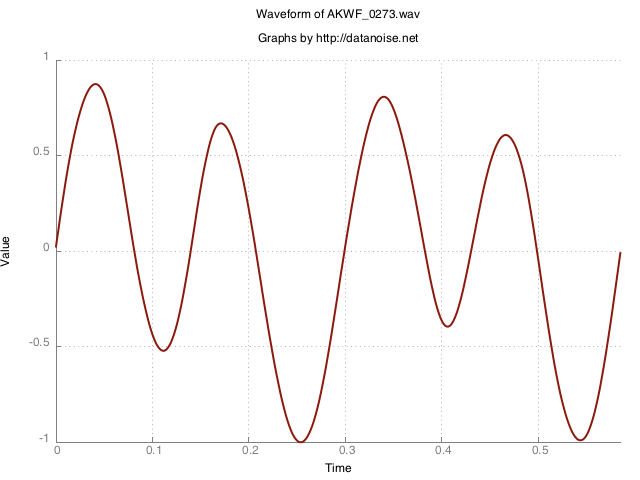 Waveform of AKWF_0273.wav
Graphs by http://datanoise.net
1
0.5
0
-0.5
-1
Value
0 0.1 0.2 0.3 0.4 0.5
Time